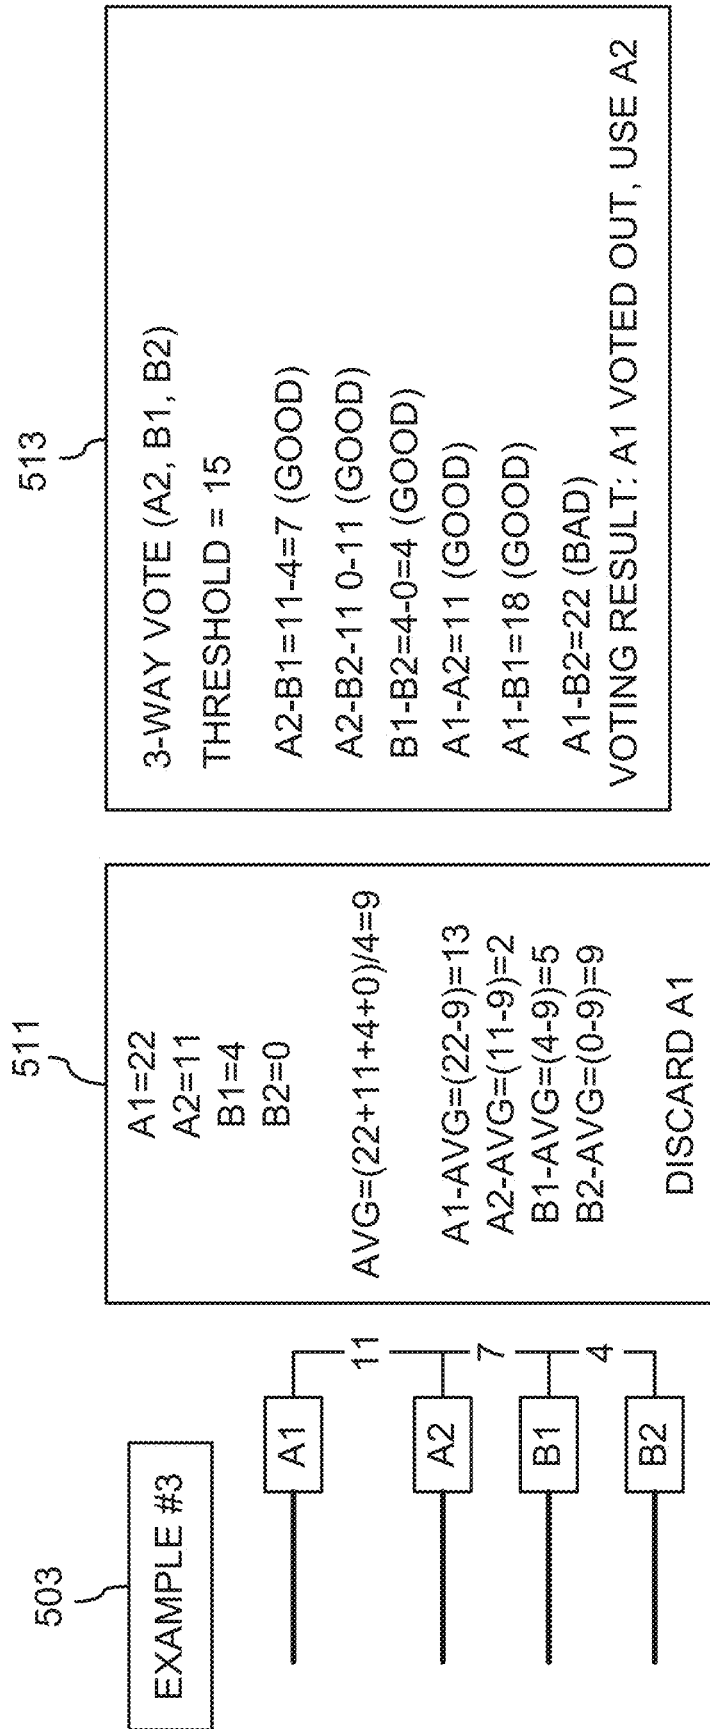 503
EXAMPLE #3
A1
11
A2
7
B1
4
B2
511
A1=22
A2=11
B1=4
B2=0
AVG=(22+11+4+0)/4=9
A1-AVG=(22-9)=13
A2-AVG=(11-9)=2
B1-AVG=(4-9)=5
B2-AVG=(0-9)=9
DISCARD A1
513
3-WAY VOTE (A2, B1, B2)
THRESHOLD = 15
A2-B1=11-4=7 (GOOD)
A2-B2-11 0-11 (GOOD)
B1-B2=4-0=4 (GOOD)
A1-A2=11 (GOOD)
A1-B1=18 (GOOD)
A1-B2=22 (BAD)
VOTING RESULT: A1 VOTED OUT, USE A2